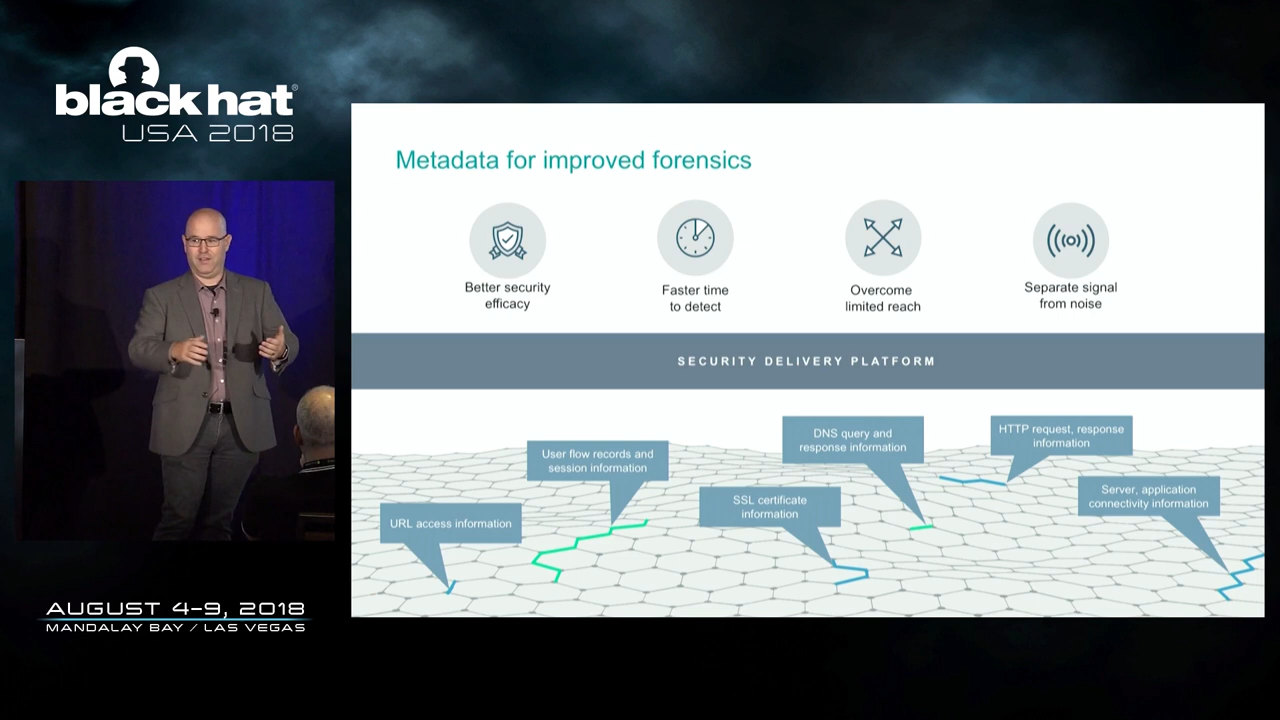 black hat®
USA 2018
Metadata for improved forensics
Better security
efficacy
Faster time
to detect
Overcome
limited reach
Separate signal
from noise
SECURITY DELIVERY PLATFORM
URL access information
User flow records and
session information
SSL certificate
information
DNS query and
response information
HTTP request, response
information
Server, application
connectivity information
AUGUST 4-9, 2018
MANDALAY BAY / LAS VEGAS